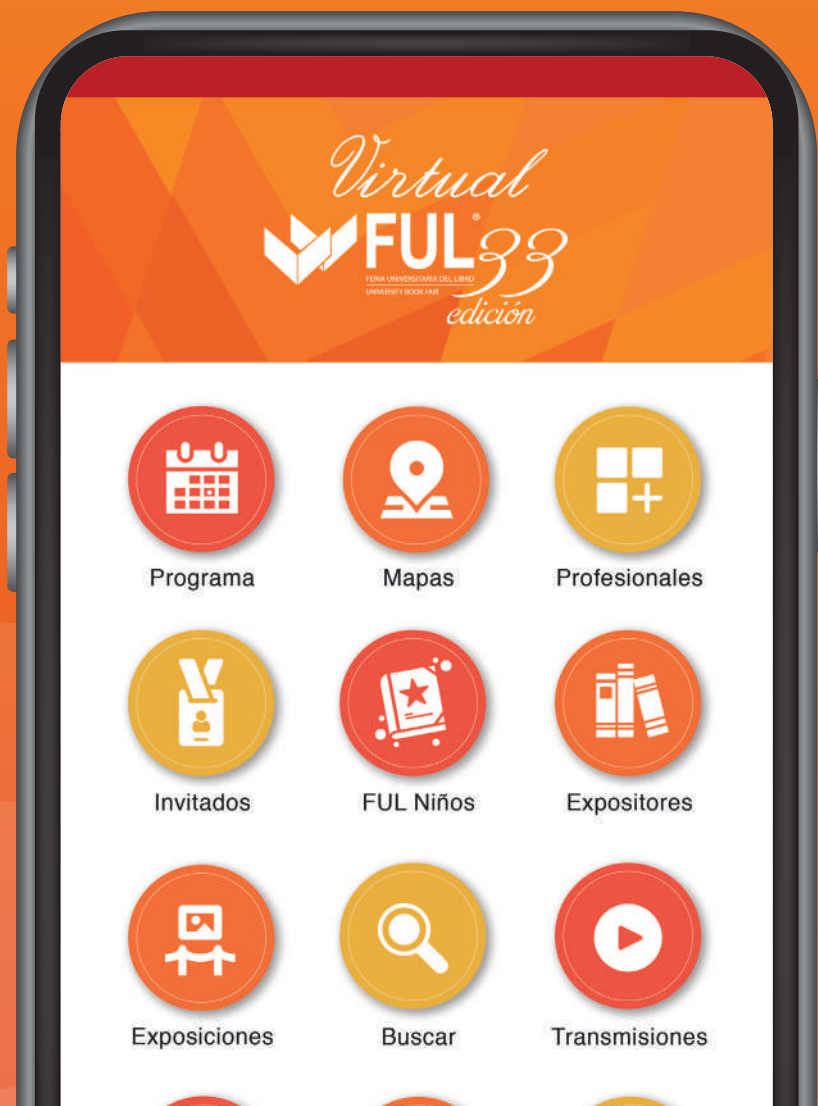 Virtual
FUL®33
FERIA UNIVERSITARIA DEL LIBRO
UNIVERSITY BOOK FAIR
edición
Programa
Mapas
Profesionales
Invitados
FUL Niños
Expositores
Exposiciones
Buscar
Transmisiones